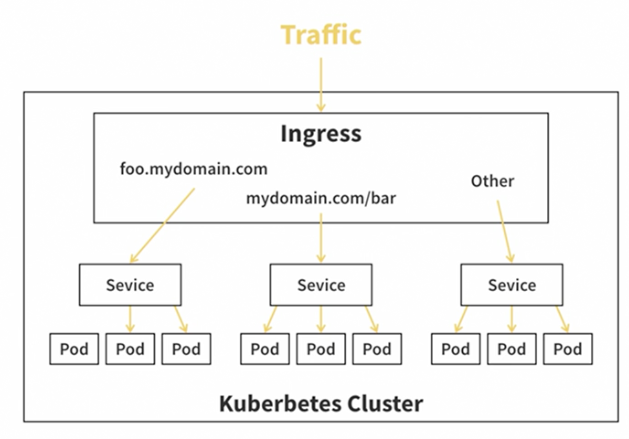 Traffic
Ingress
foo.mydomain.com
mydomain.com/bar
Other
Sevice
Sevice
Sevice
Pod
Pod
Pod
Pod
Pod
Pod
Pod
Pod
Pod
Kuberbetes Cluster